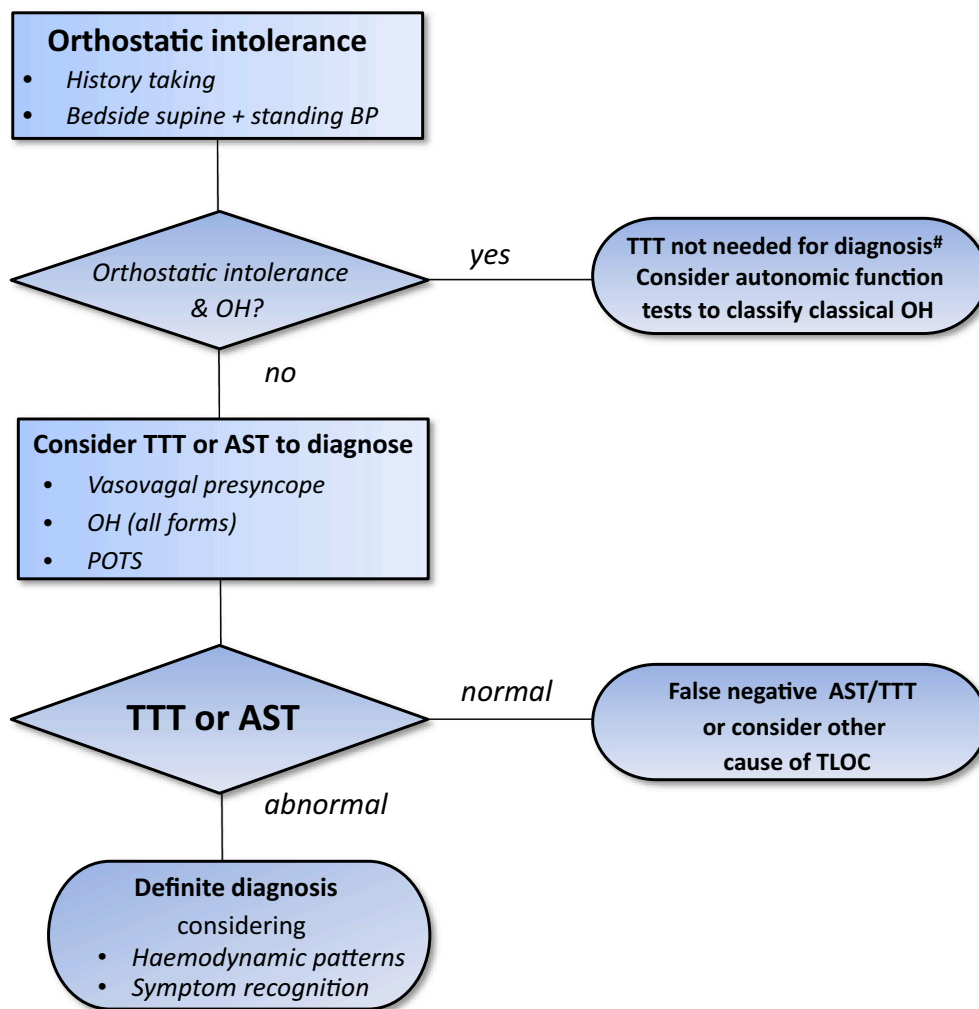 Orthostatic intolerance
• History taking
• Bedside supine + standing BP
Orthostatic intolerance
& OH?
yes
TTT not needed for diagnosis#
Consider autonomic function
tests to classify classical OH
no
Consider TTT or AST to diagnose
• Vasovagal presyncope
• OH (all forms)
• POTS
TTT or AST
normal
False negative AST/TTT
or consider other
cause of TLOC
abnormal
Definite diagnosis
considering
• Haemodynamic patterns
• Symptom recognition